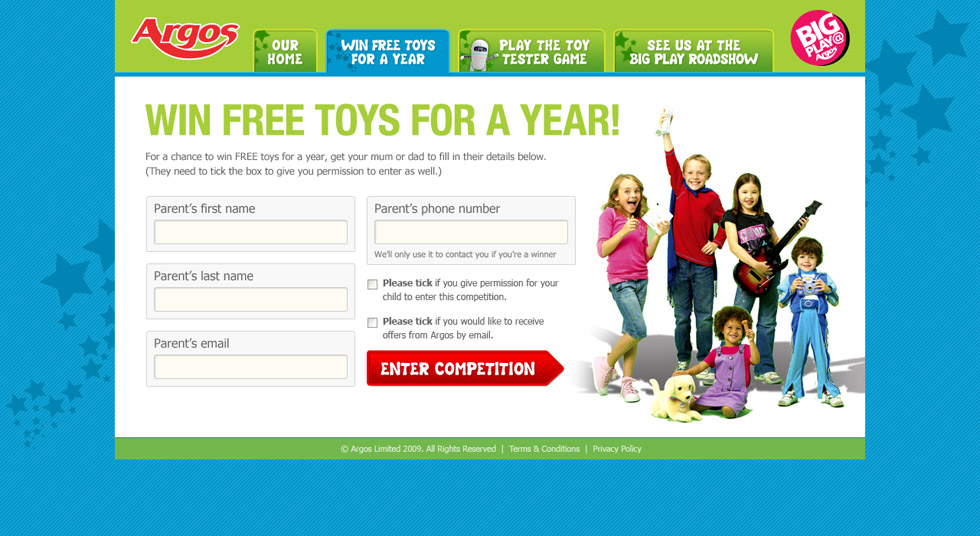 Argos
OUR
HOME
WIN FREE TOYS
FOR A YEAR
PLAY THE TOY
TESTER GAME
SEE US AT THE
BIG PLAY ROADSHOW
BIG
PLAY@
Argos
WIN FREE TOYS FOR A YEAR!
For a chance to win FREE toys for a year, get your mum or dad to fill in their details below.
(They need to tick the box to give you permission to enter as well.)
Parent's first name
Parent's last name
Parent's email
Parent's phone number
We'll only use it to contact you if you're a winner
Please tick if you give permission for your
child to enter this competition.
Please tick if you would like to receive
offers from Argos by email.
ENTER COMPETITION
© Argos Limited 2009. All Rights Reserved | Terms & Conditions | Privacy Policy